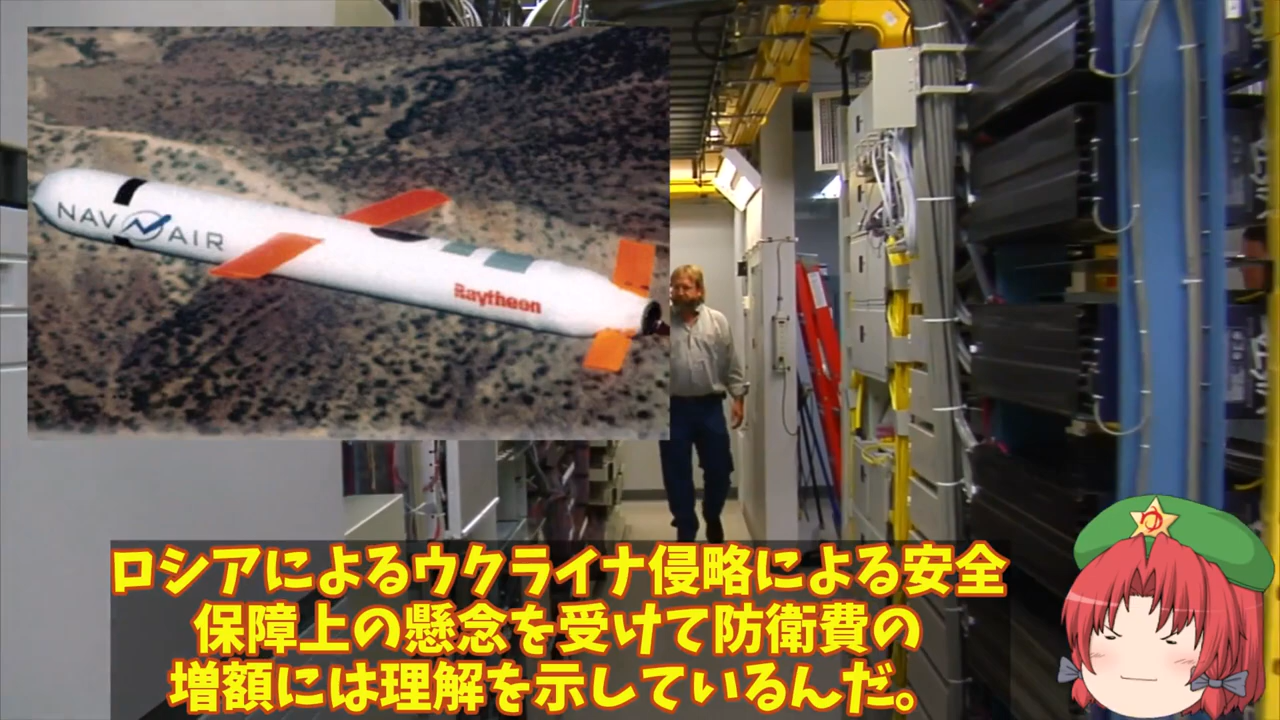 NAVAIR
Raytheon
ロシアによるウクライナ侵略による安全
保障上の懸念を受けて防衛費の
増額には理解を示しているんだ。